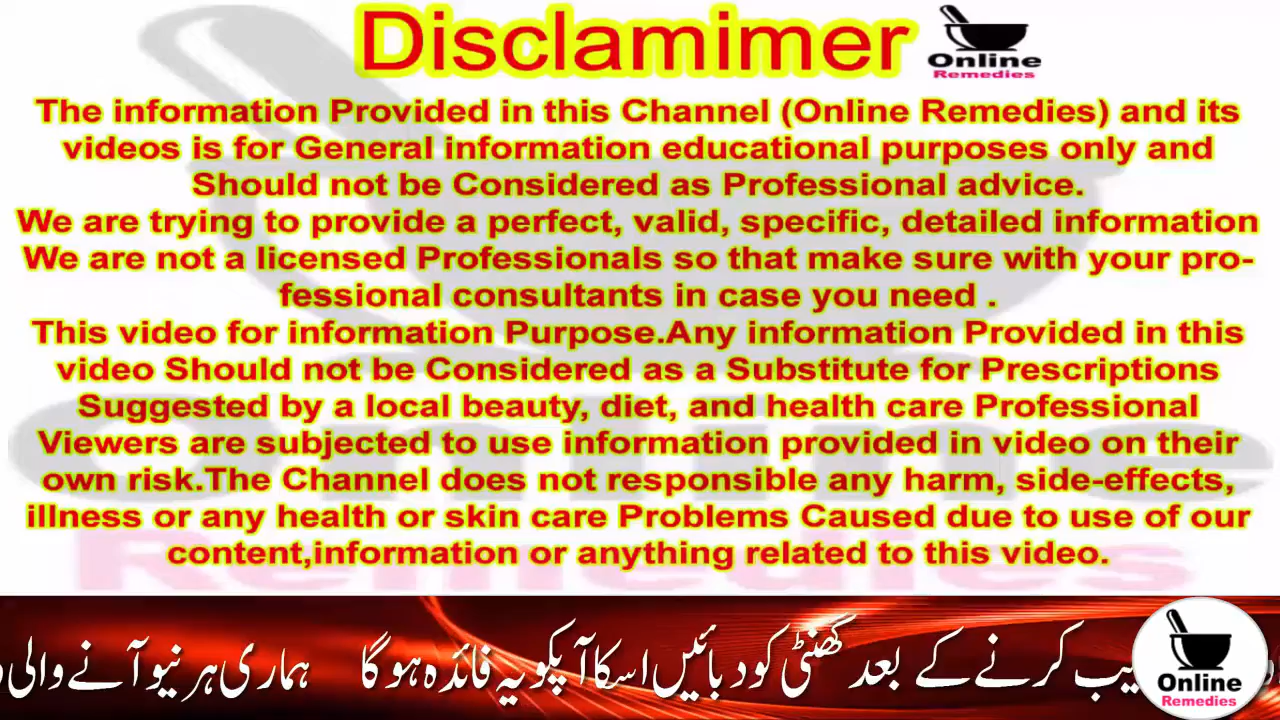 Disclamimer
Online
Remedies
The information Provided in this Channel (Online Remedies) and its
videos is for General information educational purposes only and
Should not be Considered as Professional advice.
We are trying to provide a perfect, valid, specific, detailed information
We are not a licensed Professionals so that make sure with your pro-
fessional consultants in case you need .
This video for information Purpose.Any information Provided in this
video Should not be Considered as a Substitute for Prescriptions
Suggested by a local beauty, diet, and health care Professional
Viewers are subjected to use information provided in video on their
own risk.The Channel does not responsible any harm, side-effects,
illness or any health or skin care Problems Caused due to use of our
content,information or anything related to this video.
کرنے کے بعد گھنٹی کو دبائیں اسکا آپکو یہ فائدہ ہو گا ہماری ہر نیو آنے والی
Online
Remedies